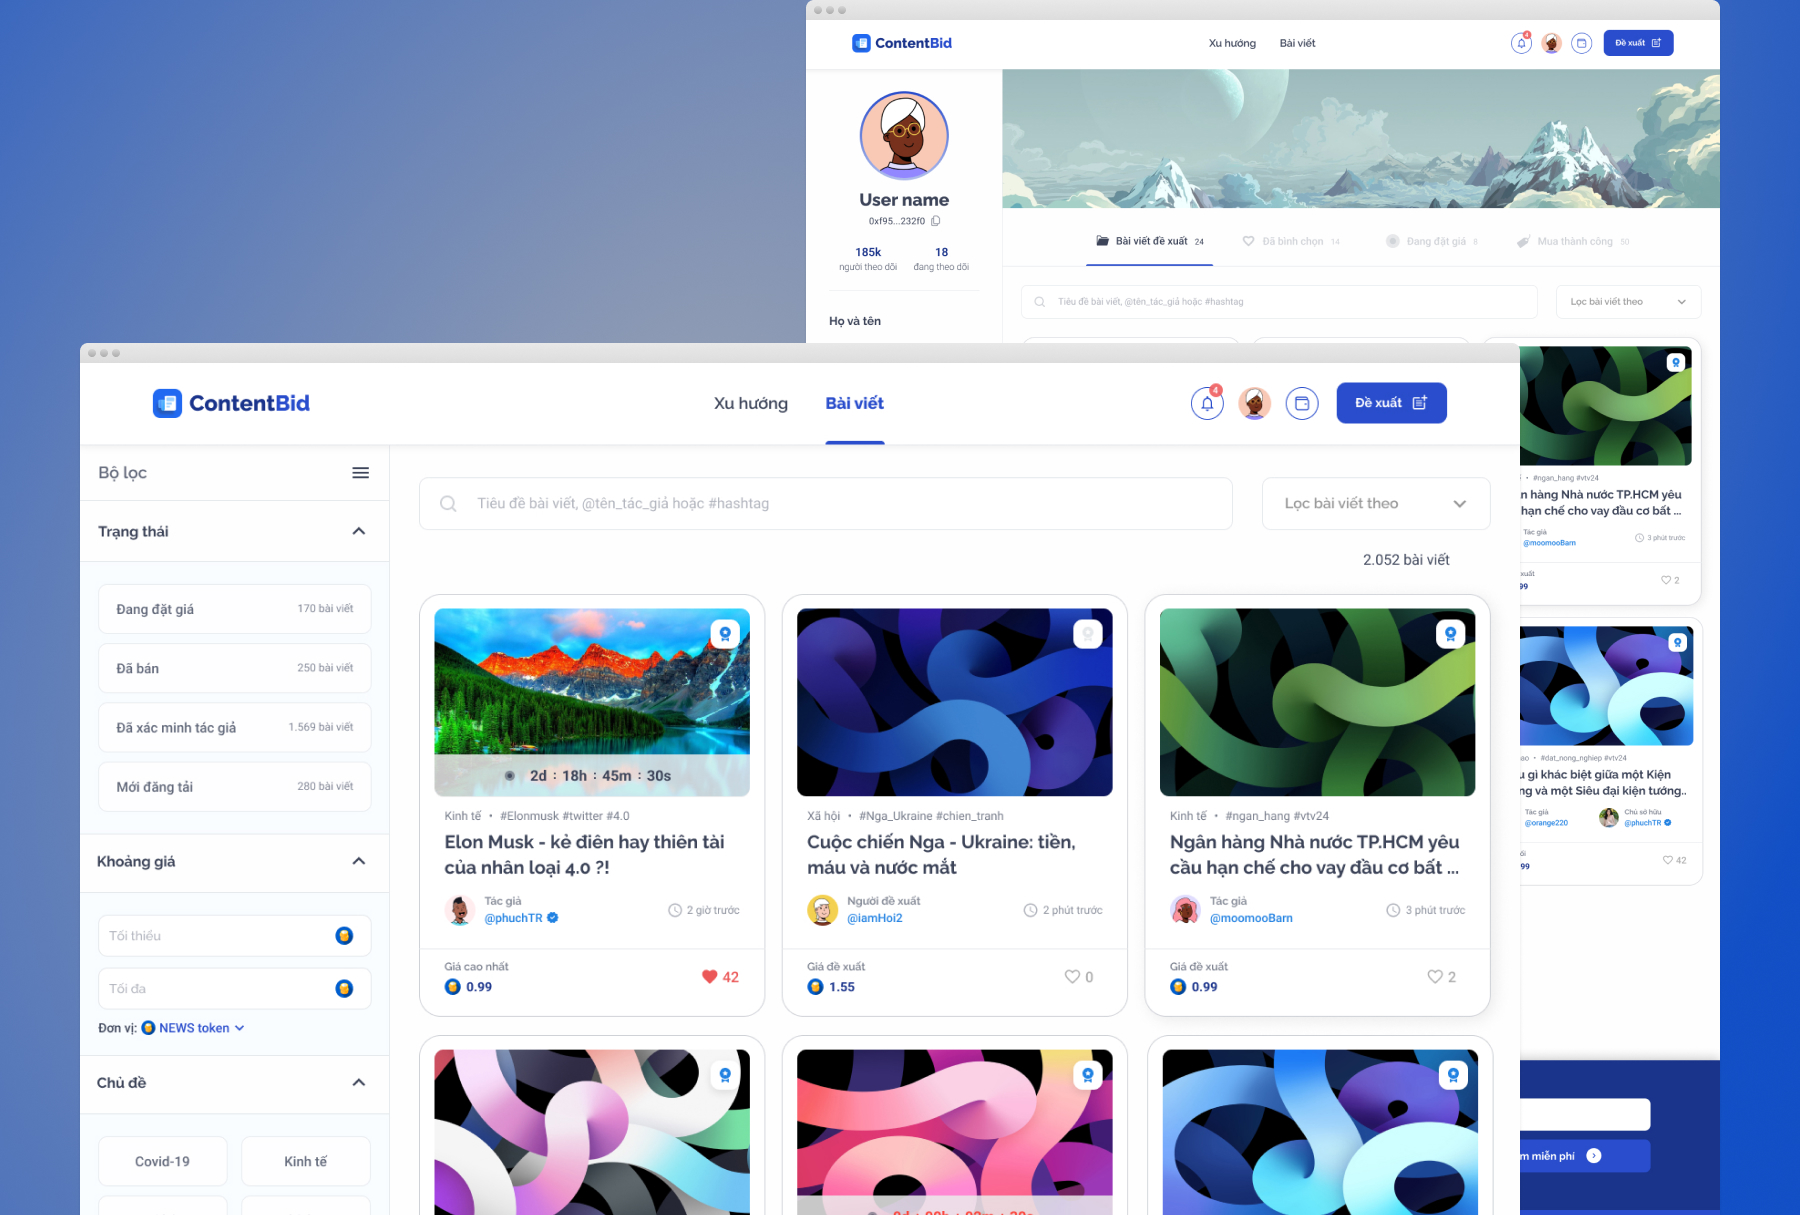 ContentBid
Xu hướng
Bài viết
4
Đề xuất
User name
0xf95...232f0
185k
18
người theo dõi
đang theo dõi
Họ và tên
Bài viết đề xuất 24
Đã bình chọn 14
Đang đặt giá 8
Mua thành công 50
Tiêu đề bài viết, @tên_tác_giả hoặc #hashtag
Lọc bài viết theo
• #ngan_hang #vtv24
n hàng Nhà nước TP.HCM yêu
hạn chế cho vay đầu cơ bất ...
Tác giả
@moomooBarn
3 phút trước
xuất
99
2
ao • #dat_nong_nghiep #vtv24
u gì khác biệt giữa một Kiện
ng và một Siêu đại kiện tướng..
Tác giả
@orange220
Chủ sở hữu
@phuchTR
ối
99
42
m miễn phí
ContentBid
Xu hướng
Bài viết
4
Đề xuất
Bộ lọc
Trạng thái
Đang đặt giá
170 bài viết
Đã bán
250 bài viết
Đã xác minh tác giả
1.569 bài viết
Mới đăng tải
280 bài viết
Khoảng giá
Tối thiểu
Tối đa
Đơn vị: NEWS token
Chủ đề
Covid-19
Kinh tế
Tiêu đề bài viết, @tên_tác_giả hoặc #hashtag
Lọc bài viết theo
2.052 bài viết
2d : 18h : 45m : 30s
Kinh tế • #Elonmusk #twitter #4.0
Elon Musk - kẻ điên hay thiên tài
của nhân loại 4.0 ?!
Tác giả
@phuchTR
2 giờ trước
Giá cao nhất
0.99
42
Xã hội • #Nga_Ukraine #chien_tranh
Cuộc chiến Nga - Ukraine: tiền,
máu và nước mắt
Người đề xuất
@iamHoi2
2 phút trước
Giá đề xuất
1.55
0
Kinh tế • #ngan_hang #vtv24
Ngân hàng Nhà nước TP.HCM yêu
cầu hạn chế cho vay đầu cơ bất ...
Tác giả
@moomooBarn
3 phút trước
Giá đề xuất
0.99
2